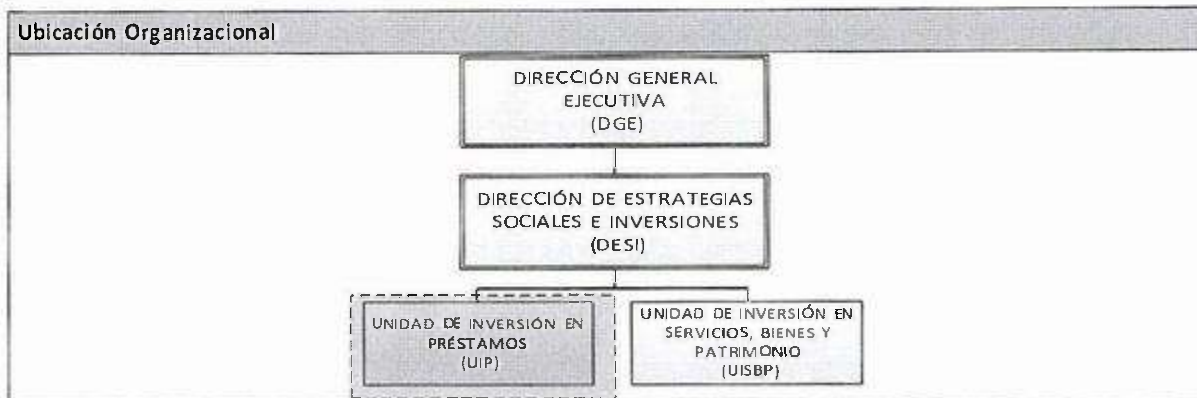 Ubicación Organizacional
DIRECCIÓN GENERAL
EJECUTIVA
(DGE)
DIRECCIÓN DE ESTRATEGIAS
SOCIALES E INVERSIONES
(DESI)
UNIDAD DE INVERSIÓN EN
PRÉSTAMOS
(UIP)
UNIDAD DE INVERSIÓN EN
SERVICIOS, BIENES Y
PATRIMONIO
(UISBP)